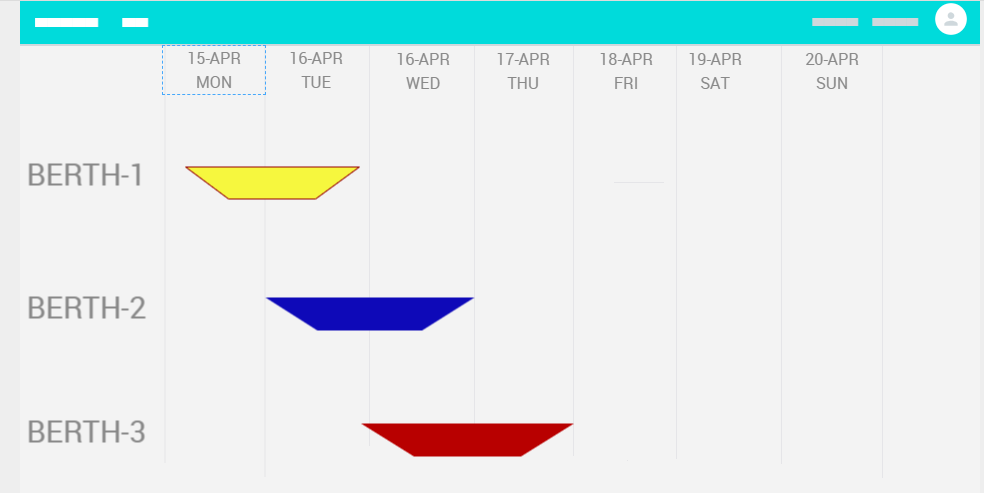 15-APR 16-APR 16-APR 17-APR 18-APR 19-APR 20-APR
MON TUE WED THU FRI SAT SUN
BERTH-1
BERTH-2
BERTH-3